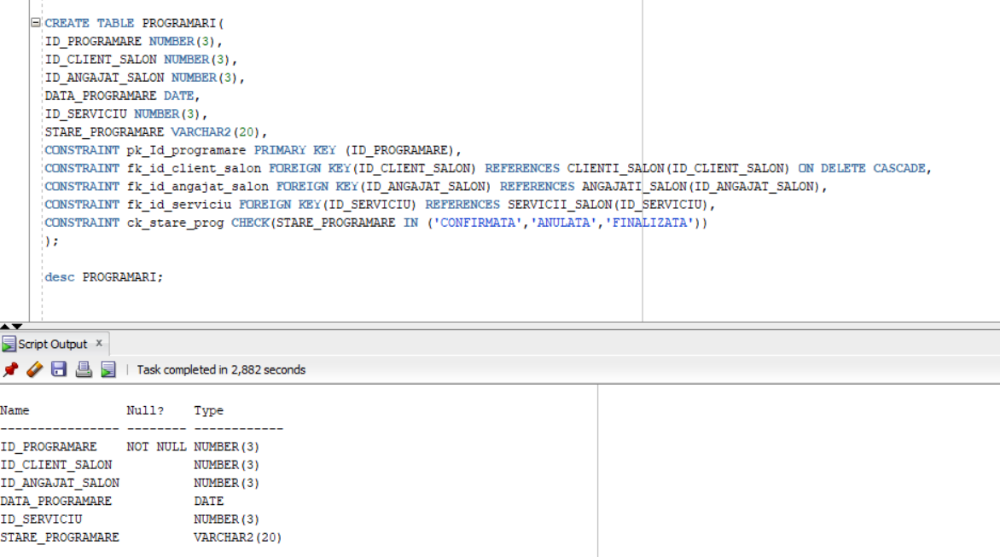 CREATE TABLE PROGRAMARI(
ID_PROGRAMARE NUMBER(3),
ID_CLIENT_SALON NUMBER(3),
ID_ANGAJAT_SALON NUMBER(3),
DATA_PROGRAMARE DATE,
ID_SERVICIU NUMBER(3),
STARE_PROGRAMARE VARCHAR2(20),
CONSTRAINT pk_Id_programare PRIMARY KEY (ID_PROGRAMARE),
CONSTRAINT fk_id_client_salon FOREIGN KEY(ID_CLIENT_SALON) REFERENCES CLIENTI_SALON(ID_CLIENT_SALON) ON DELETE CASCADE,
CONSTRAINT fk_id_angajat_salon FOREIGN KEY(ID_ANGAJAT_SALON) REFERENCES ANGAJATI_SALON(ID_ANGAJAT_SALON),
CONSTRAINT fk_id_serviciu FOREIGN KEY(ID_SERVICIU) REFERENCES SERVICII_SALON(ID_SERVICIU),
CONSTRAINT ck_stare_prog CHECK(STARE_PROGRAMARE IN ('CONFIRMATA','ANULATA','FINALIZATA'))
);
desc PROGRAMARI;
Script Output x
Task completed in 2,882 seconds
Name Null? Type
---------------- -------- ------------
ID_PROGRAMARE NOT NULL NUMBER(3)
ID_CLIENT_SALON NUMBER(3)
ID_ANGAJAT_SALON NUMBER(3)
DATA_PROGRAMARE DATE
ID_SERVICIU NUMBER(3)
STARE_PROGRAMARE VARCHAR2(20)